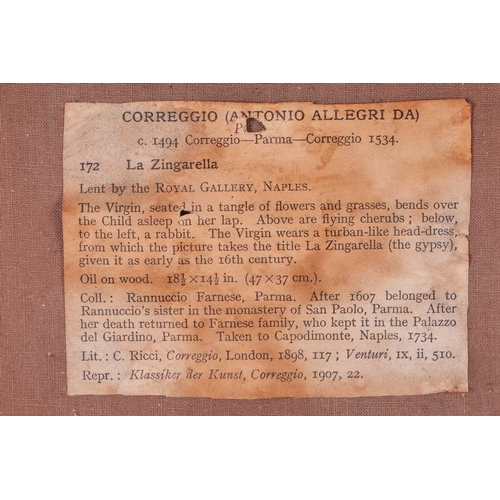 CORREGGIO (ANTONIO ALLEGRI DA)
c. 1494 Correggio—Parma—Correggio 1534.
172 La Zingarella
Lent by the ROYAL GALLERY, NAPLES.
The Virgin, seated in a tangle of flowers and grasses, bends over
the Child asleep on her lap. Above are flying cherubs; below,
to the left, a rabbit. The Virgin wears a turban-like head-dress,
from which the picture takes the title La Zingarella (the gypsy),
given it as early as the 16th century.
Oil on wood. 18½×14½ in. (47×37 cm.).
Coll.: Rannuccio Farnese, Parma. After 1607 belonged to
Rannuccio's sister in the monastery of San Paolo, Parma. After
her death returned to Farnese family, who kept it in the Palazzo
del Giardino, Parma. Taken to Capodimonte, Naples, 1734.
Lit.: C. Ricci, Correggio, London, 1898, 117; Venturi, IX, ii, 510.
Repr.: Klassiker der Kunst, Correggio, 1907, 22.